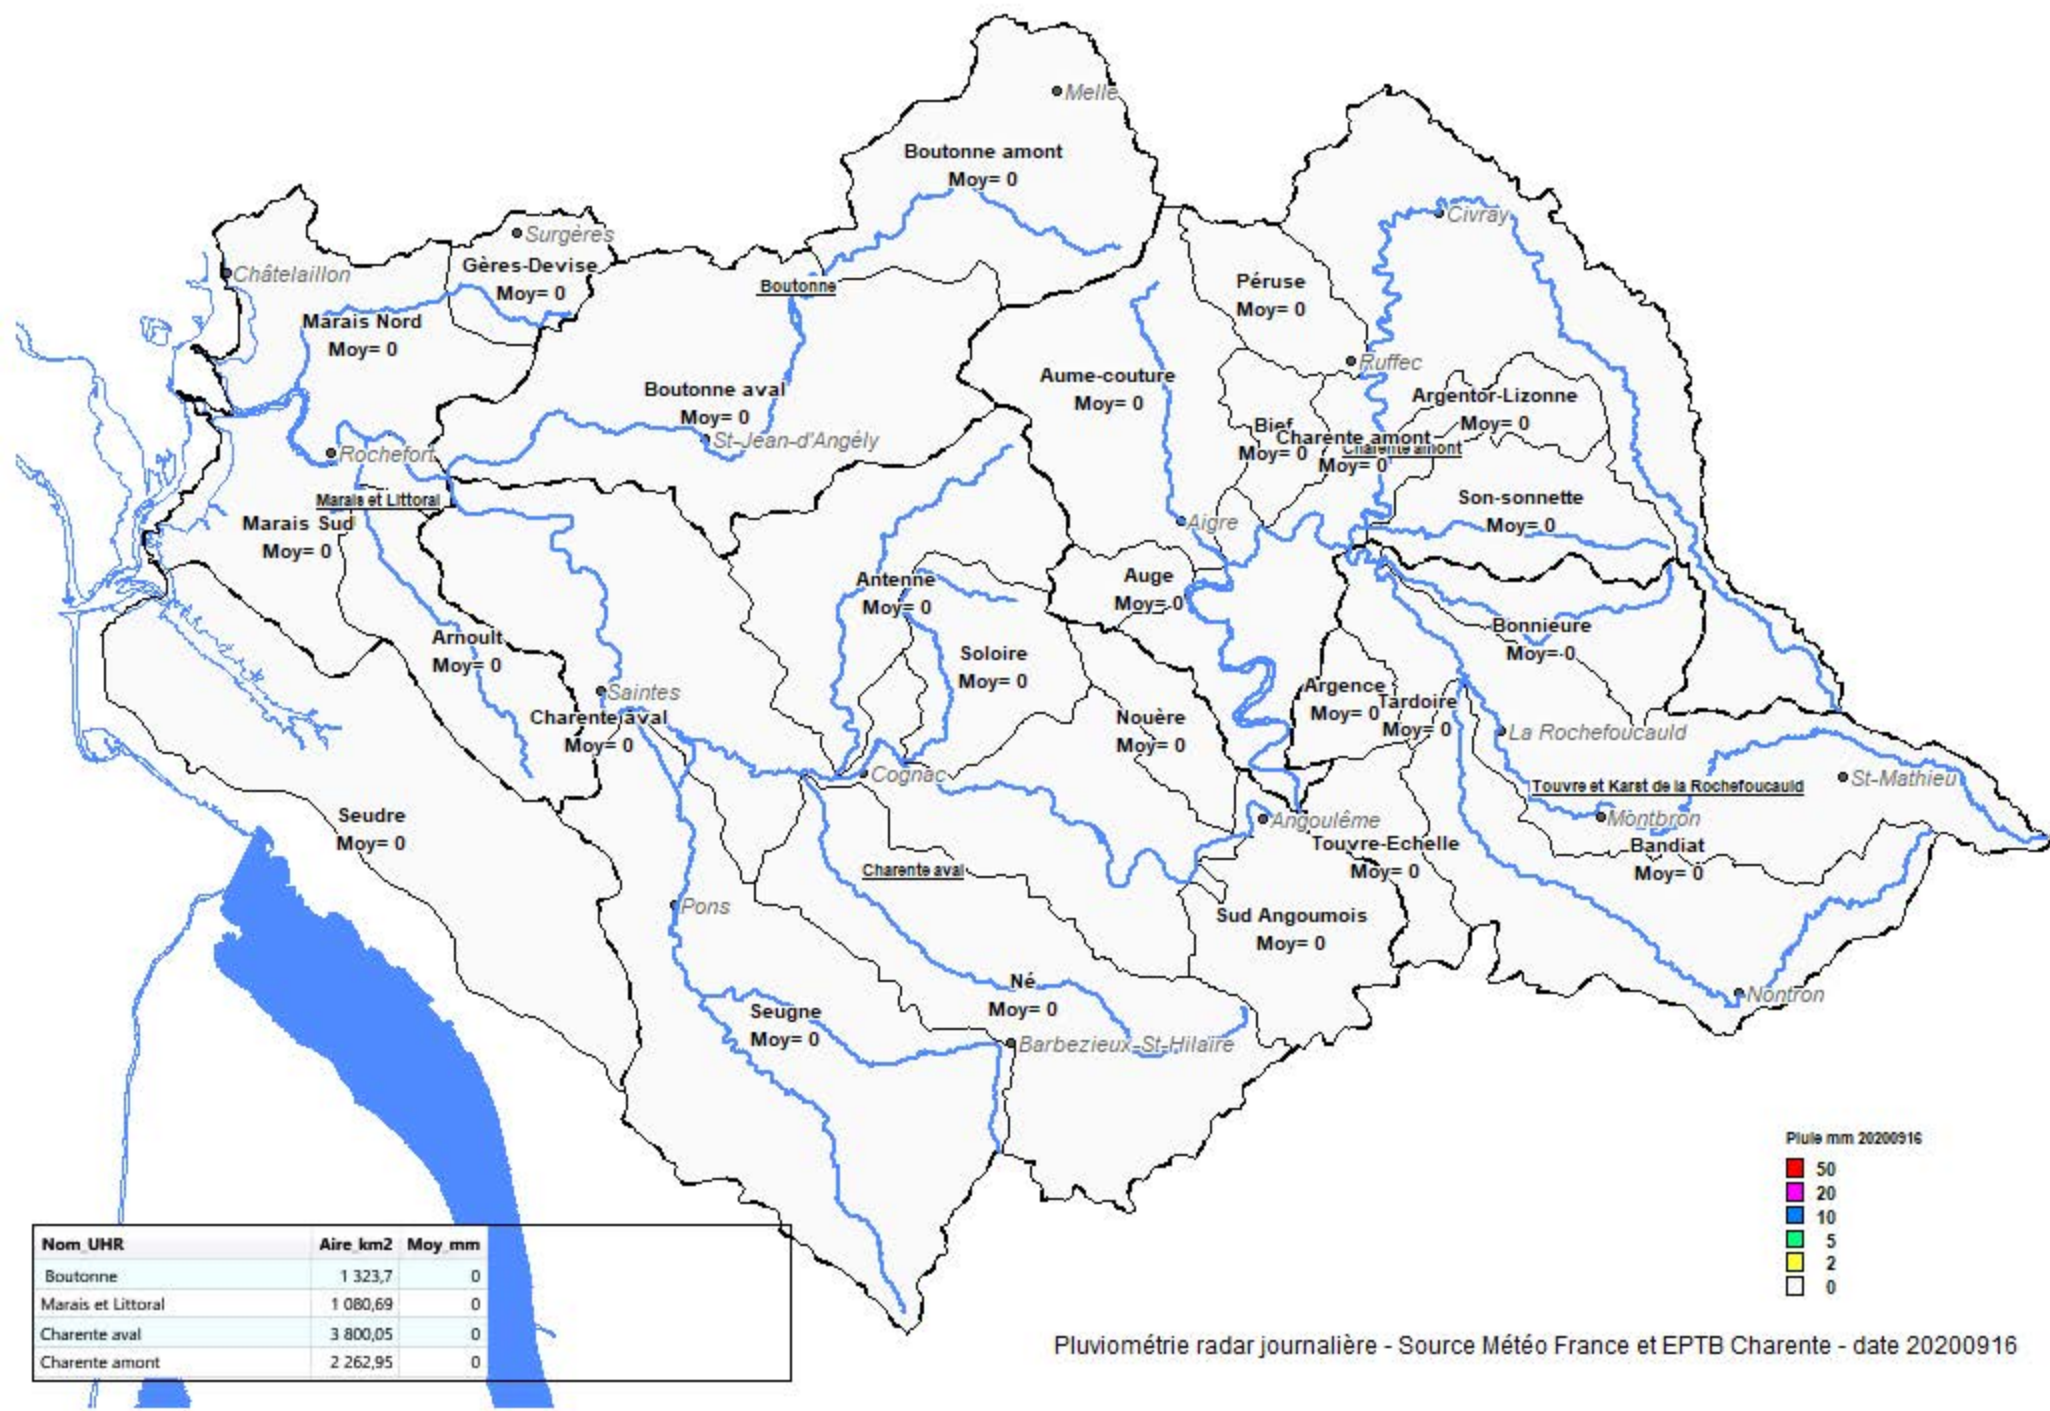 Melle
Boutonne amont
Moy= 0
Civray
Surgères
Châtelaillon
Gères-Devise
Moy= 0
Boutonne
Péruse
Moy= 0
Marais Nord
Moy= 0
Ruffec
Aume-couture
Moy= 0
Boutonne aval
Moy= 0
Argentor-Lizonne
Moy= 0
St-Jean-d'Angély
Bief
Moy= 0
Charente amont
Moy= 0
Charente amont
Rochefort
Marais et Littoral
Son-sonnette
Moy= 0
Marais Sud
Moy= 0
Aigre
Antenne
Moy= 0
Auge
Moy= 0
Bonnieure
Moy= 0
Arnoult
Moy= 0
Soloire
Moy= 0
Saintes
Argence
Moy= 0
Tardoire
Moy= 0
Charente aval
Moy= 0
Nouère
Moy= 0
La Rochefoucauld
Cognac
St-Mathieu
Touvre et Karst de la Rochefoucauld
Seudre
Moy= 0
Angoulême
Montbron
Touvre-Echelle
Moy= 0
Bandiat
Moy= 0
Charente aval
Pons
Sud Angoumois
Moy= 0
Né
Moy= 0
Nontron
Seugne
Moy= 0
Barbezieux-St-Hilaire
Pluie mm 20200916
50
20
10
5
2
0
Nom_UHR Aire_km2 Moy_mm
Boutonne 1 323,7 0
Marais et Littoral 1 080,69 0
Charente aval 3 800,05 0
Charente amont 2 262,95 0
Pluviométrie radar journalière - Source Météo France et EPTB Charente - date 20200916